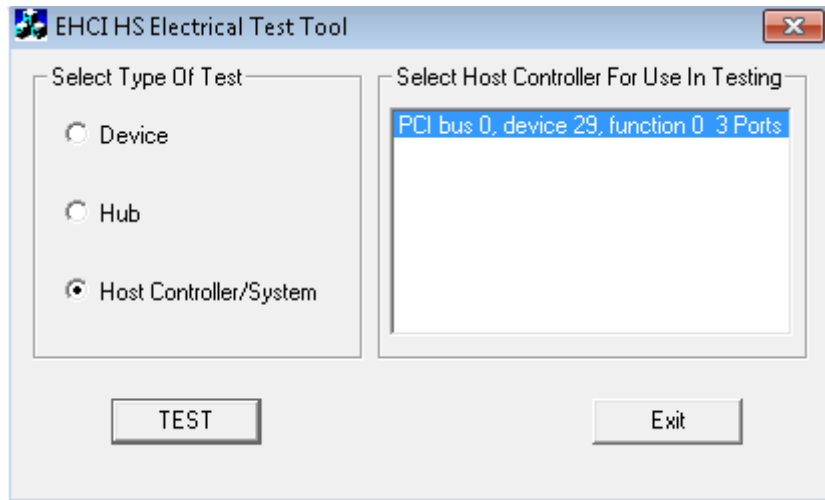 EHCI HS Electrical Test Tool
Select Type Of Test
Device
Hub
Host Controller/System
Select Host Controller For Use In Testing
PCI bus 0, device 29, function 0  3 Ports
TEST
Exit